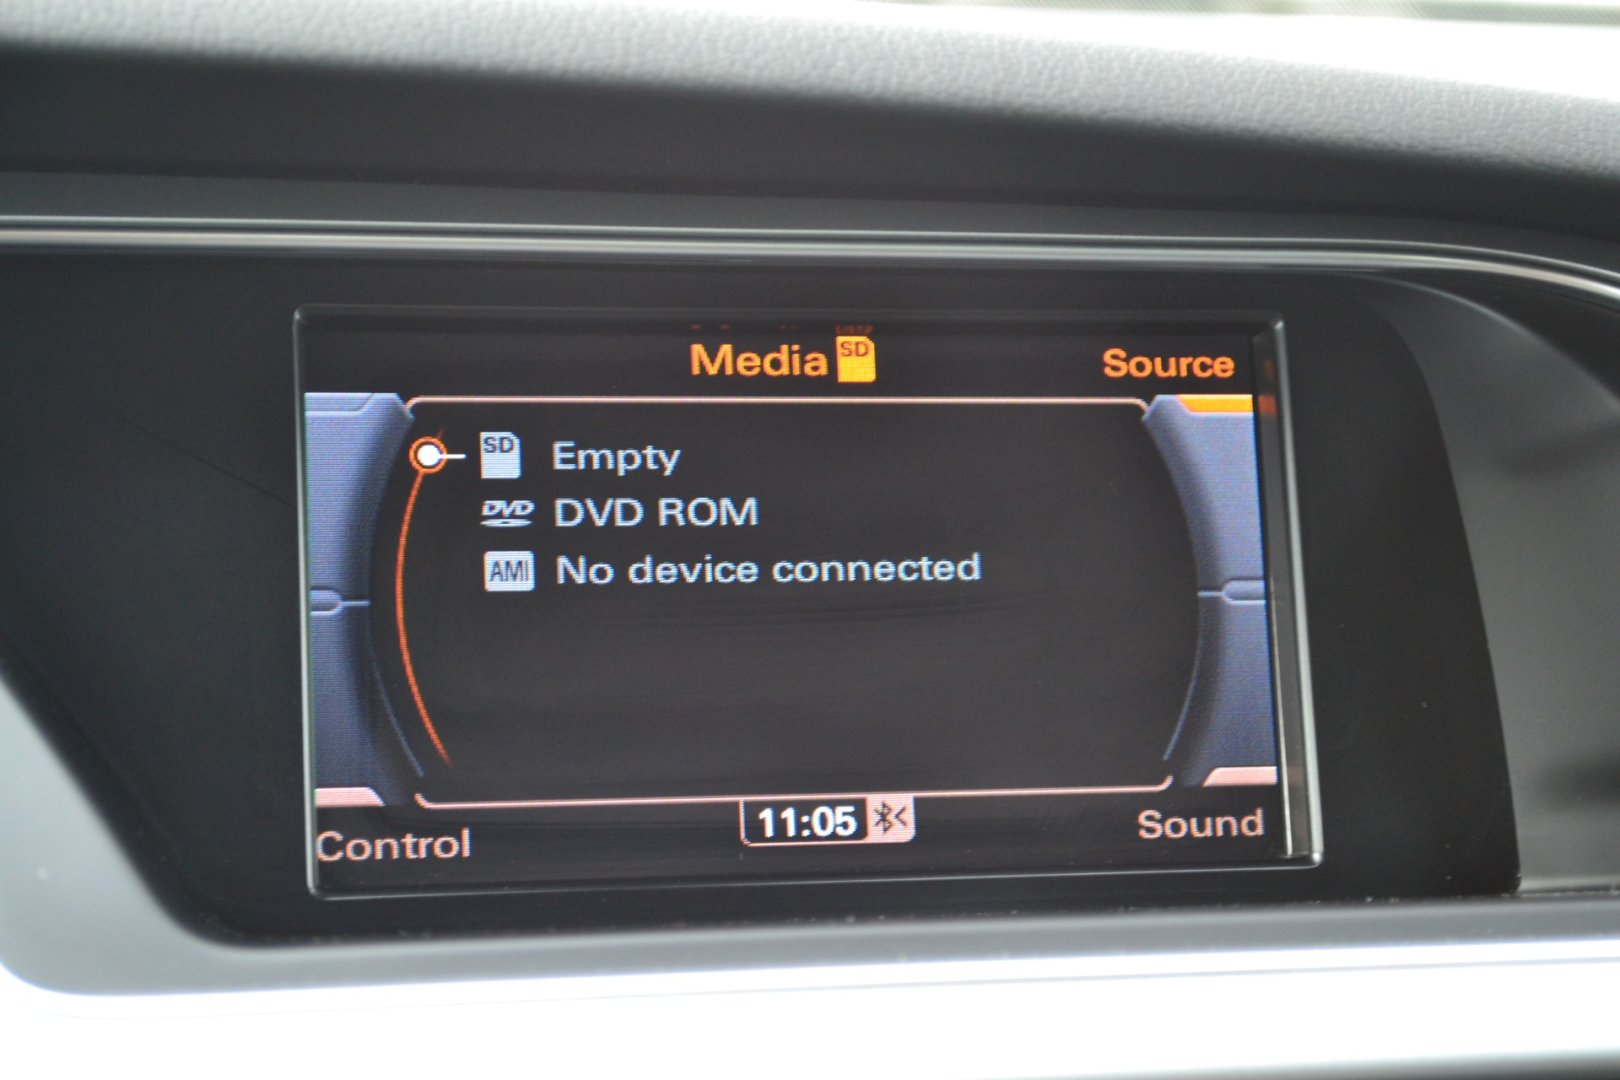 Media SD
Source
SD Empty
DVD DVD ROM
AMI No device connected
Control
11:05
Sound